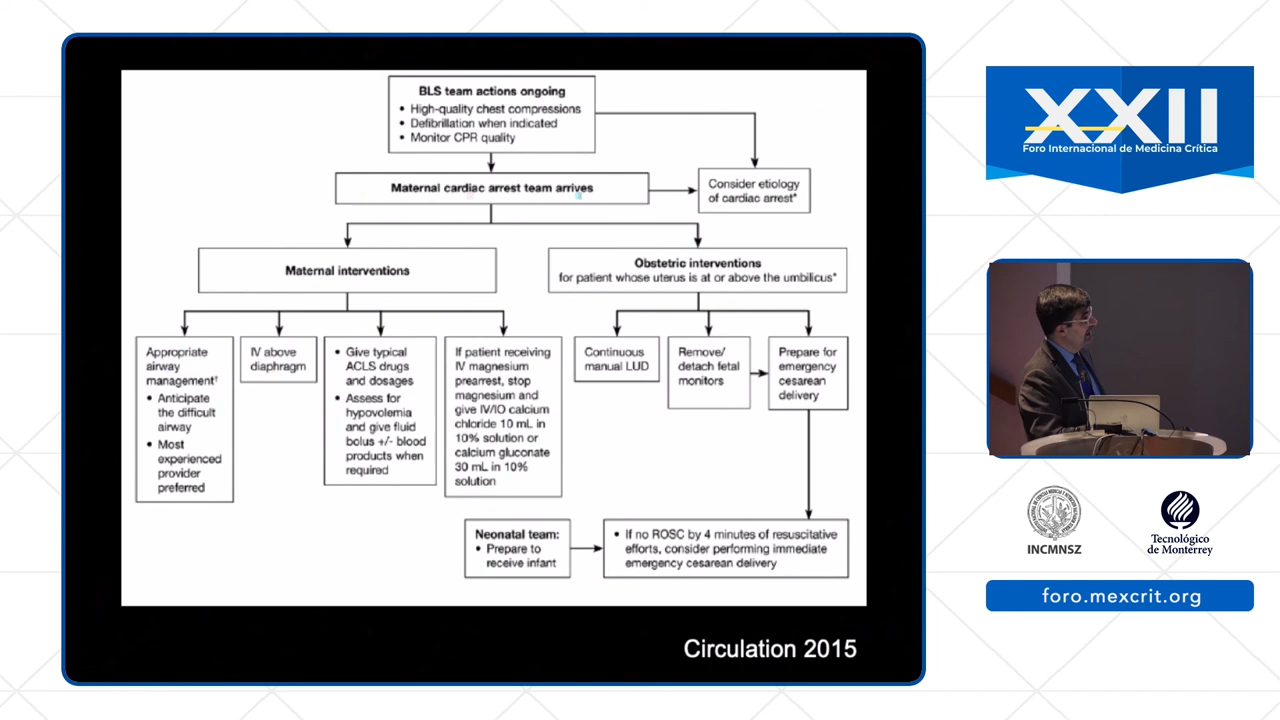 BLS team actions ongoing
• High-quality chest compressions
• Defibrillation when indicated
• Monitor CPR quality
Maternal cardiac arrest team arrives
Consider etiology
of cardiac arrest*
Maternal interventions
Obstetric interventions
for patient whose uterus is at or above the umbilicus*
Appropriate
airway
management†
• Anticipate
the difficult
airway
• Most
experienced
provider
preferred
IV above
diaphragm
• Give typical
ACLS drugs
and dosages
• Assess for
hypovolemia
and give fluid
bolus +/- blood
products when
required
If patient receiving
IV magnesium
prearrest, stop
magnesium and
give IV/IO calcium
chloride 10 mL in
10% solution or
calcium gluconate
30 mL in 10%
solution
Continuous
manual LUD
Remove/
detach fetal
monitors
Prepare for
emergency
cesarean
delivery
Neonatal team:
• Prepare to
receive infant
• If no ROSC by 4 minutes of resuscitative
efforts, consider performing immediate
emergency cesarean delivery
Circulation 2015
XXII
Foro Internacional de Medicina Crítica
INCMNSZ
Tecnológico
de Monterrey
foro.mexcrit.org